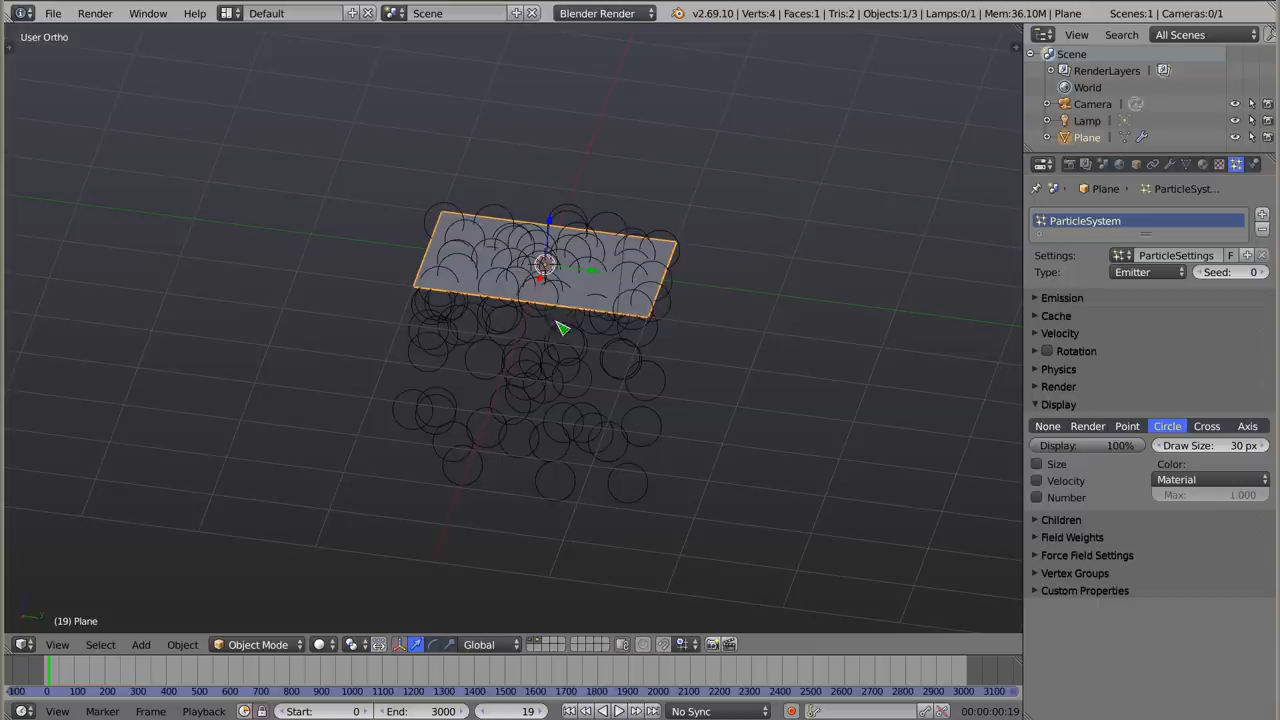 File Render Window Help Default Scene Blender Render v2.69.10 | Verts:4 | Faces:1 | Tris:2 | Objects:1/3 | Lamps:0/1 | Mem:36.10M | Plane Scenes:1 | Cameras:0/1
User Ortho
View Search All Scenes
Scene
RenderLayers
World
Camera
Lamp
Plane
Plane ParticleSyst...
ParticleSystem
Settings: ParticleSettings F
Type: Emitter Seed: 0
Emission
Cache
Velocity
Rotation
Physics
Render
Display
None Render Point Circle Cross Axis
Display: 100% Draw Size: 30 px
Size Color:
Velocity Material
Number Max: 1.000
Children
Field Weights
Force Field Settings
Vertex Groups
Custom Properties
(19) Plane
View Select Add Object Object Mode Global
-100 0 100 200 300 400 500 600 700 800 900 1000 1100 1200 1300 1400 1500 1600 1700 1800 1900 2000 2100 2200 2300 2400 2500 2600 2700 2800 2900 3000 3100
View Marker Frame Playback Start: 0 End: 3000 19 No Sync 00:00:00:19